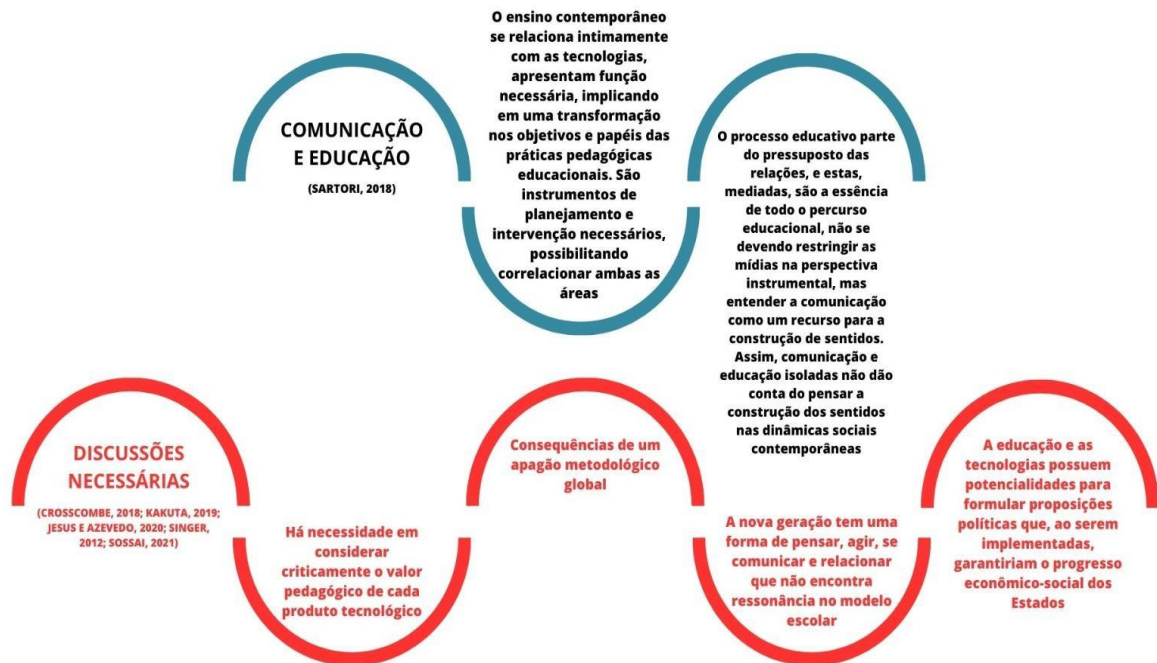 COMUNICAÇÃO
E EDUCAÇÃO
(SARTORI, 2018)
O ensino contemporâneo
se relaciona intimamente
com as tecnologias,
apresentam função
necessária, implicando
em uma transformação
nos objetivos e papéis das
práticas pedagógicas
educacionais. São
instrumentos de
planejamento e
intervenção necessários,
possibilitando
correlacionar ambas as
áreas
O processo educativo parte
do pressuposto das
relações, e estas,
mediadas, são a essência
de todo o percurso
educacional, não se
devendo restringir as
mídias na perspectiva
instrumental, mas
entender a comunicação
como um recurso para a
construção de sentidos.
Assim, comunicação e
educação isoladas não dão
conta do pensar a
construção dos sentidos
nas dinâmicas sociais
contemporâneas
DISCUSSÕES
NECESSÁRIAS
(CROSSCOMBE, 2018; KAKUTA, 2019;
JESUS E AZEVEDO, 2020; SINGER,
2012; SOSSAI, 2021)
Há necessidade em
considerar
criticamente o valor
pedagógico de cada
produto tecnológico
Consequências de um
apagão metodológico
global
A nova geração tem uma
forma de pensar, agir, se
comunicar e relacionar
que não encontra
ressonância no modelo
escolar
A educação e as
tecnologias possuem
potencialidades para
formular proposições
políticas que, ao serem
implementadas,
garantiriam o progresso
econômico-social dos
Estados